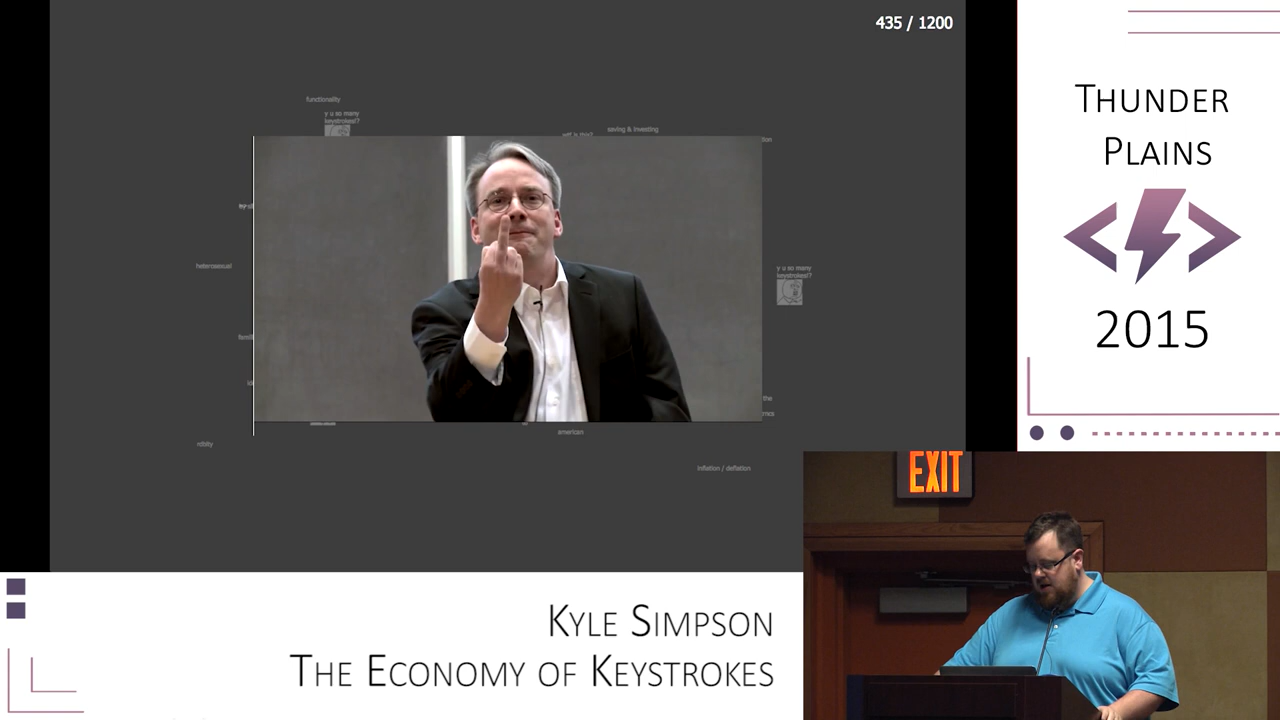 435 / 1200
functionality
y u so many
keystrokes!?
saving & investing
heterosexual
y u so many
keystrokes!?
the
american
inflation / deflation
THUNDER
PLAINS
2015
EXIT
KYLE SIMPSON
THE ECONOMY OF KEYSTROKES